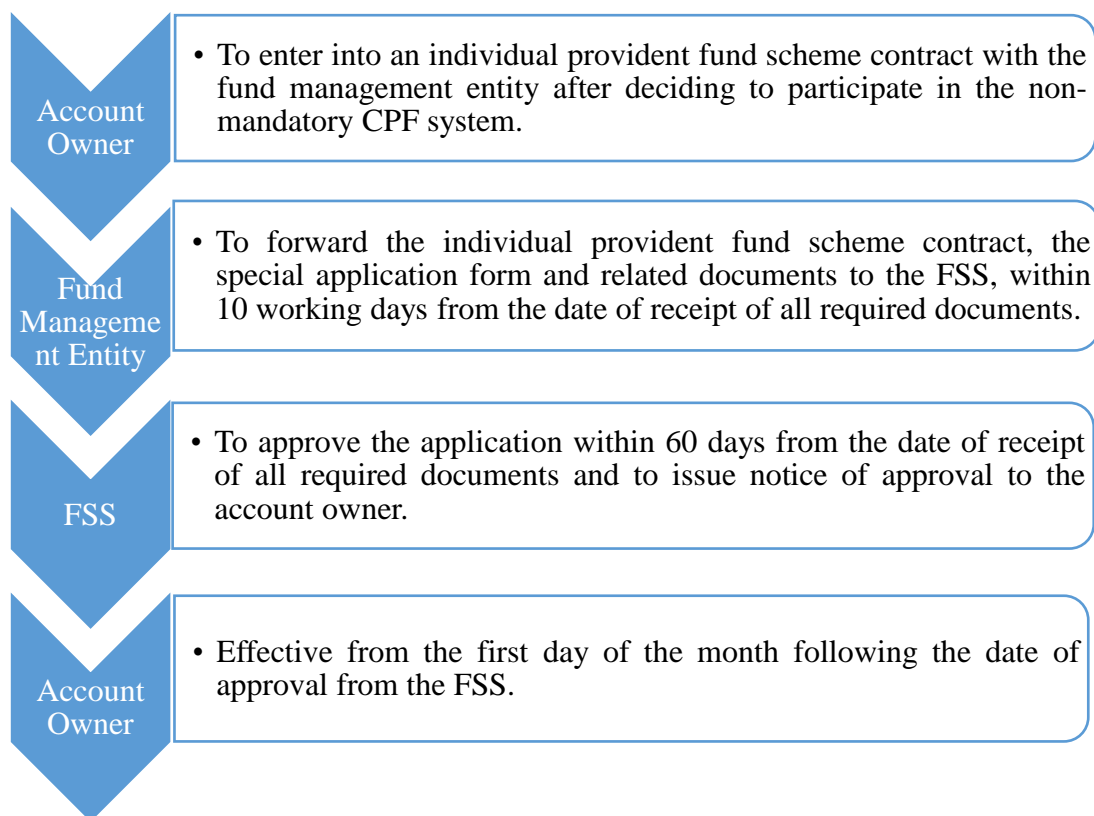 Account
Owner
• To enter into an individual provident fund scheme contract with the
fund management entity after deciding to participate in the non-
mandatory CPF system.
Fund
Manageme
nt Entity
• To forward the individual provident fund scheme contract, the
special application form and related documents to the FSS, within
10 working days from the date of receipt of all required documents.
FSS
• To approve the application within 60 days from the date of receipt
of all required documents and to issue notice of approval to the
account owner.
Account
Owner
• Effective from the first day of the month following the date of
approval from the FSS.